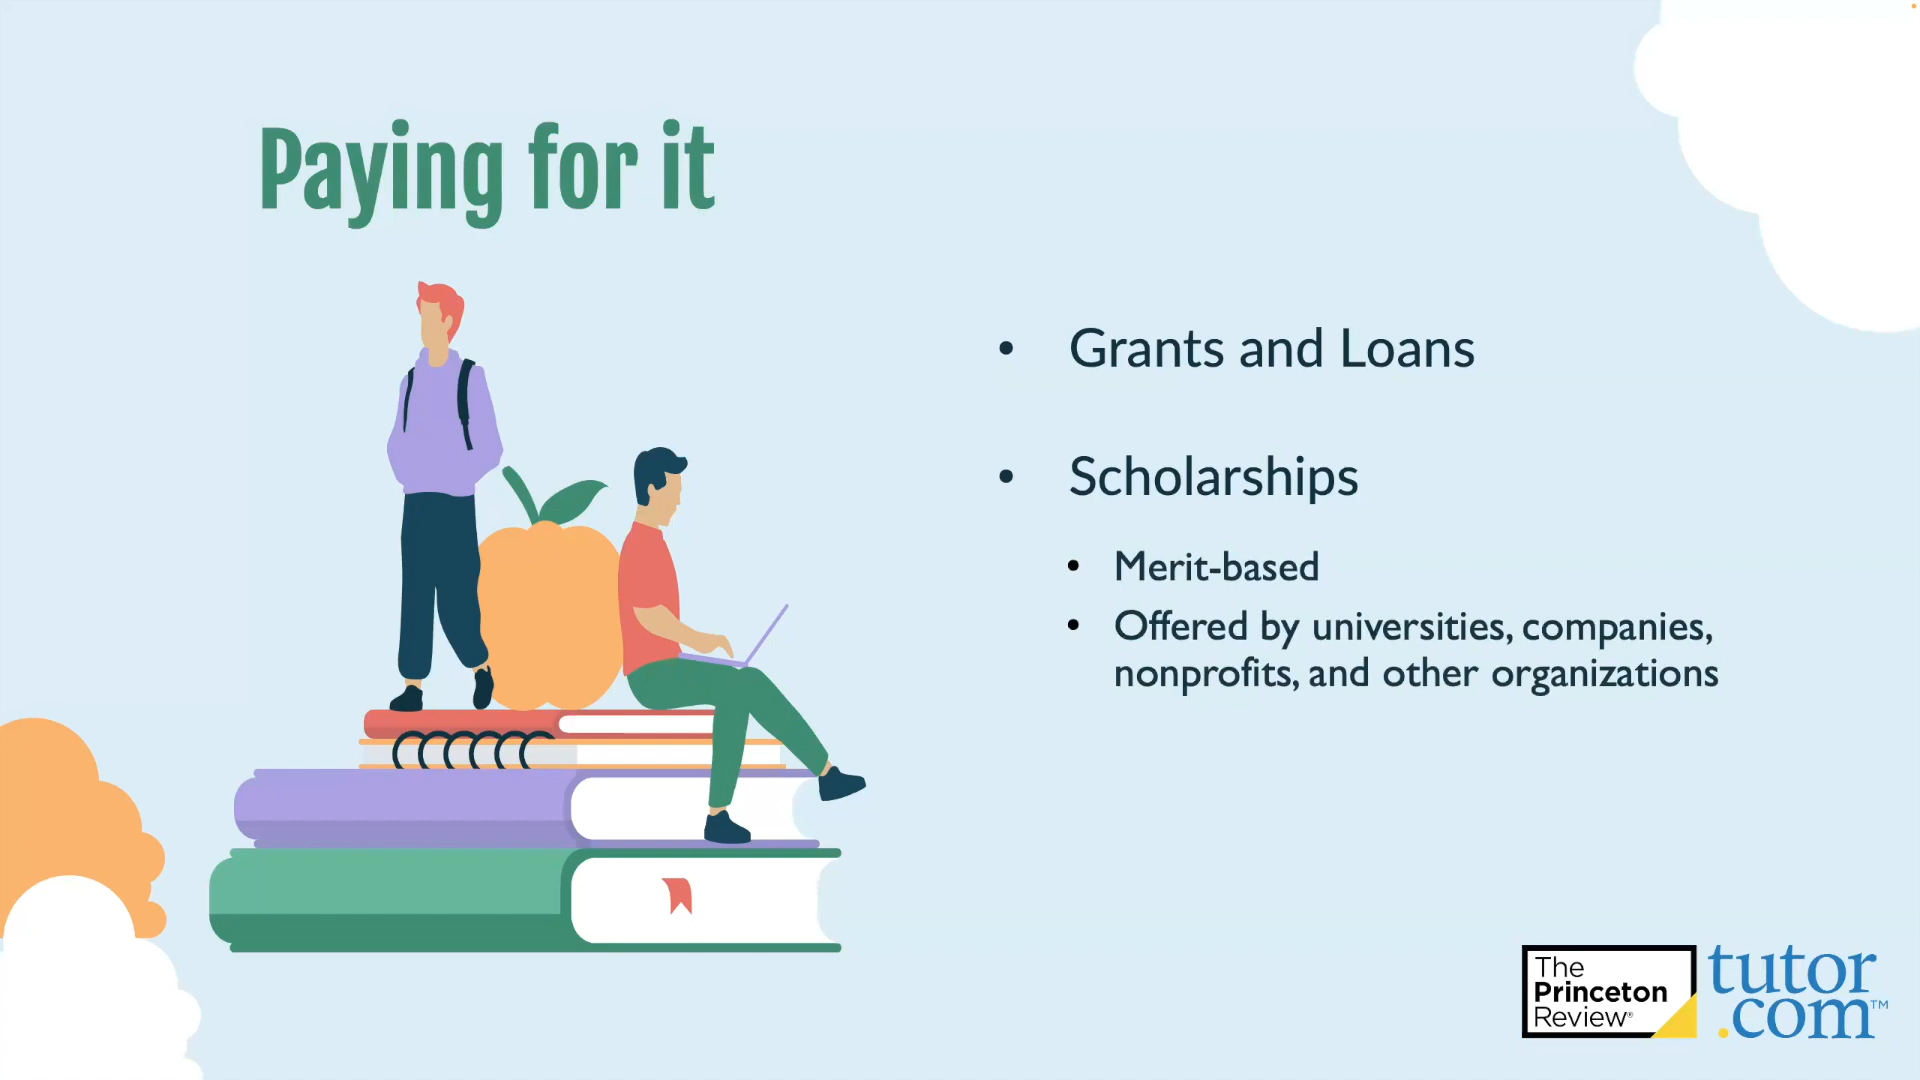 Paying for it
• Grants and Loans
• Scholarships
• Merit-based
• Offered by universities, companies,
nonprofits, and other organizations
The
Princeton
Review®
tutor
.com™